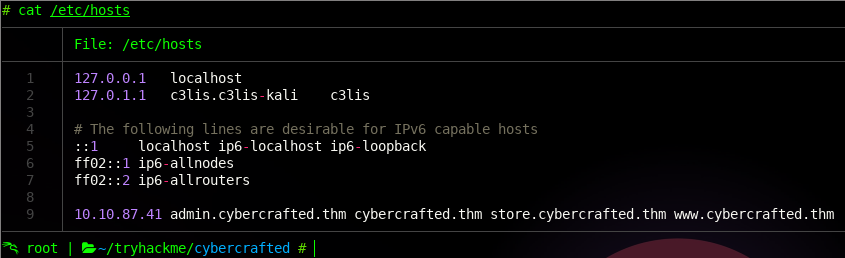 # cat /etc/hosts
File: /etc/hosts
1 127.0.0.1 localhost
2 127.0.1.1 c3lis.c3lis-kali c3lis
3
4 # The following lines are desirable for IPv6 capable hosts
5 ::1 localhost ip6-localhost ip6-loopback
6 ff02::1 ip6-allnodes
7 ff02::2 ip6-allrouters
8
9 10.10.87.41 admin.cybercrafted.thm cybercrafted.thm store.cybercrafted.thm www.cybercrafted.thm
root | ~/tryhackme/cybercrafted #